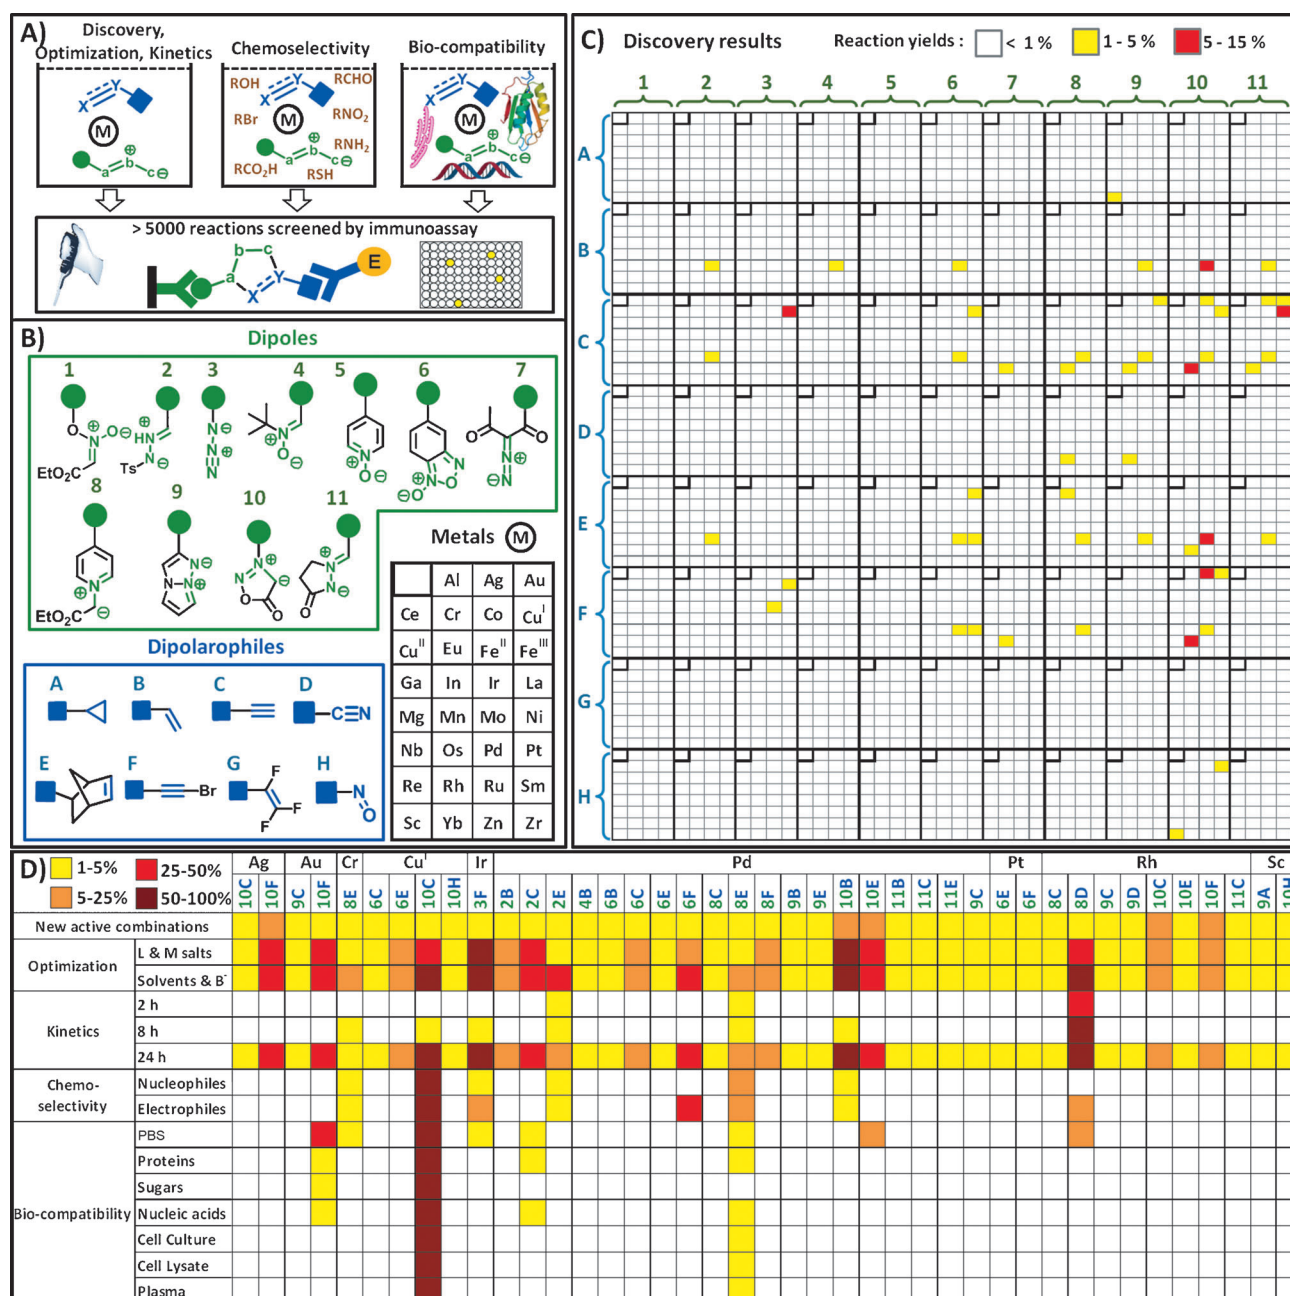 A)
Discovery,
Optimization, Kinetics
Chemoselectivity
Bio-compatibility
X Y
M
a b c
⊕ ⊖
ROH
RCHO
X Y
RBr
M
RNO₂
RNH₂
RCO₂H
RSH
a b c
⊕ ⊖
X Y
M
a b c
⊕ ⊖
> 5000 reactions screened by immunoassay
b c
a Y
X
E
B)
Dipoles
1 2 3 4 5 6 7
O N⊕ O⊖
EtO₂C
⊕ HN
Ts N⊖
N⊖
N⊕
N
N⊕
O⊖
N⊕
O⊖
N
O
N⊕
⊖O
O O
N⊕
⊖N
8 9 10 11
N⊕
EtO₂C ⊖
N⊖
N N⊕
N N⊕
⊖
O O
N⊕
N⊖
O
Metals M
Al Ag Au
Ce Cr Co Cuᴵ
Cuᴵᴵ Eu Feᴵᴵ Feᴵᴵᴵ
Ga In Ir La
Mg Mn Mo Ni
Nb Os Pd Pt
Re Rh Ru Sm
Sc Yb Zn Zr
Dipolarophiles
A B C D
C≡N
E F G H
Br
F
F
F
N
O
C) Discovery results
Reaction yields : < 1 % 1 - 5 % 5 - 15 %
1 2 3 4 5 6 7 8 9 10 11
A
B
C
D
E
F
G
H
D)
1-5% 25-50%
5-25% 50-100%
Ag Au Cr Cuᴵ Ir Pd Pt Rh Sc
10C 10F 9C 10F 8E 6C 6E 10C 10H 3F 2B 2C 2E 4B 6B 6C 6E 6F 8C 8E 8F 9B 9E 10B 10E 11B 11C 11E 9C 6E 6F 8C 8D 9C 9D 10C 10E 10F 11C 9A 10H
New active combinations
Optimization
L & M salts
Solvents & B⁻
Kinetics
2 h
8 h
24 h
Chemo-
selectivity
Nucleophiles
Electrophiles
Bio-compatibility
PBS
Proteins
Sugars
Nucleic acids
Cell Culture
Cell Lysate
Plasma